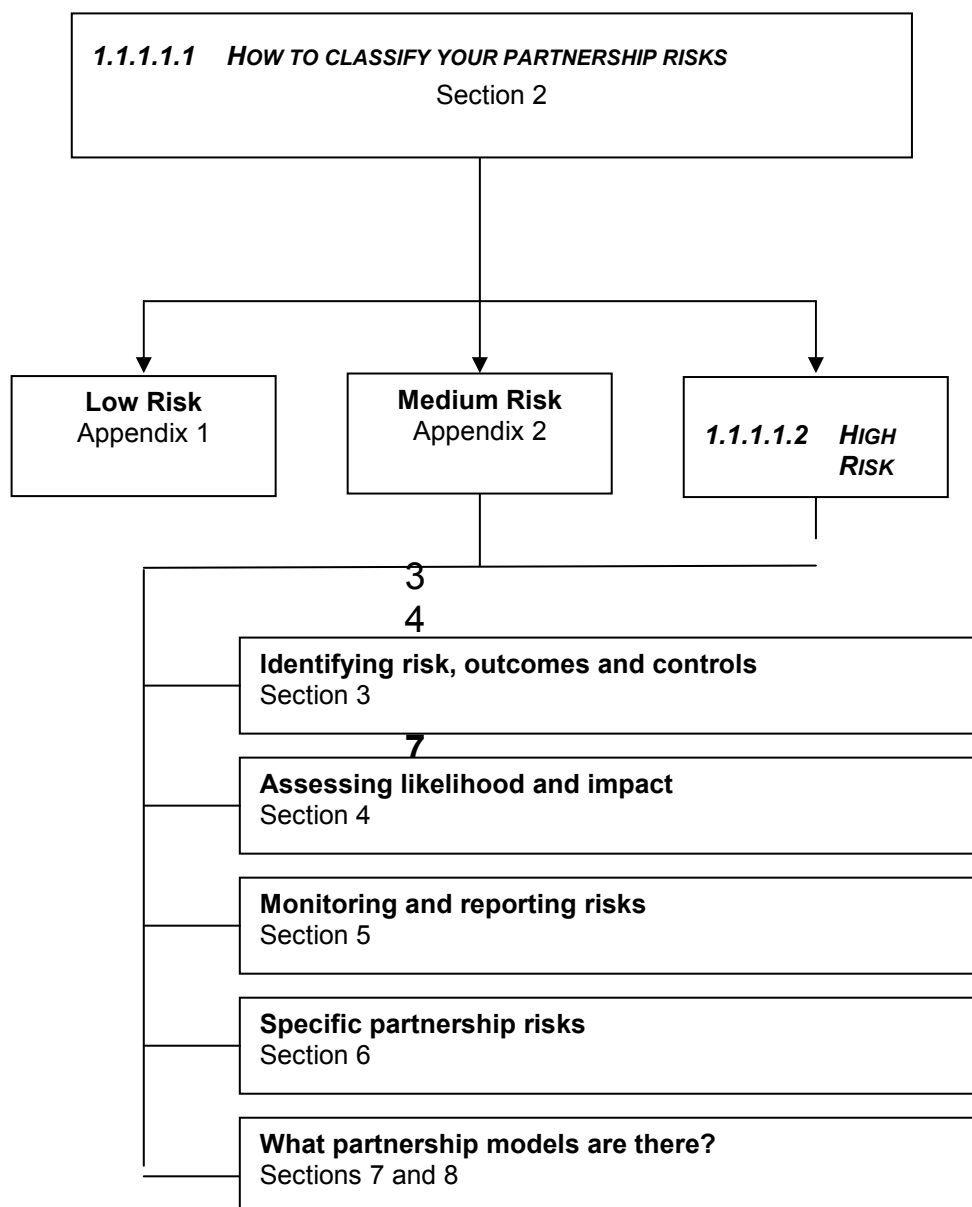 1.1.1.1.1 HOW TO CLASSIFY YOUR PARTNERSHIP RISKS
Section 2
Low Risk
Appendix 1
Medium Risk
Appendix 2
1.1.1.1.2 HIGH
RISK
3
4
Identifying risk, outcomes and controls
Section 3
7
Assessing likelihood and impact
Section 4
Monitoring and reporting risks
Section 5
Specific partnership risks
Section 6
What partnership models are there?
Sections 7 and 8